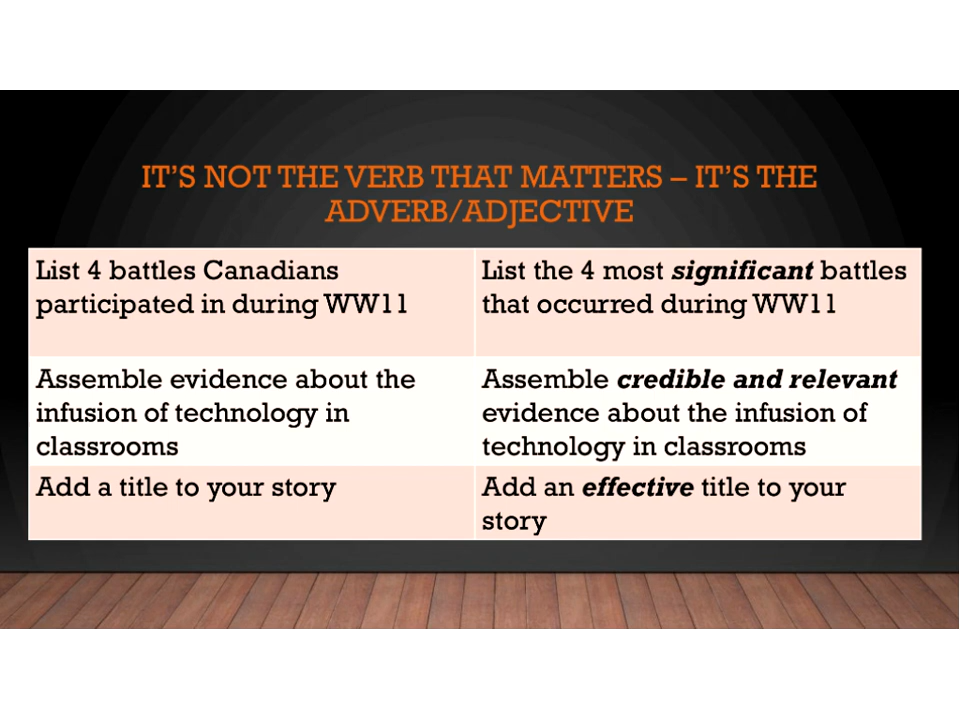 IT'S NOT THE VERB THAT MATTERS – IT'S THE
ADVERB/ADJECTIVE
List 4 battles Canadians
participated in during WW11
List the 4 most significant battles
that occurred during WW11
Assemble evidence about the
infusion of technology in
classrooms
Assemble credible and relevant
evidence about the infusion of
technology in classrooms
Add a title to your story
Add an effective title to your
story